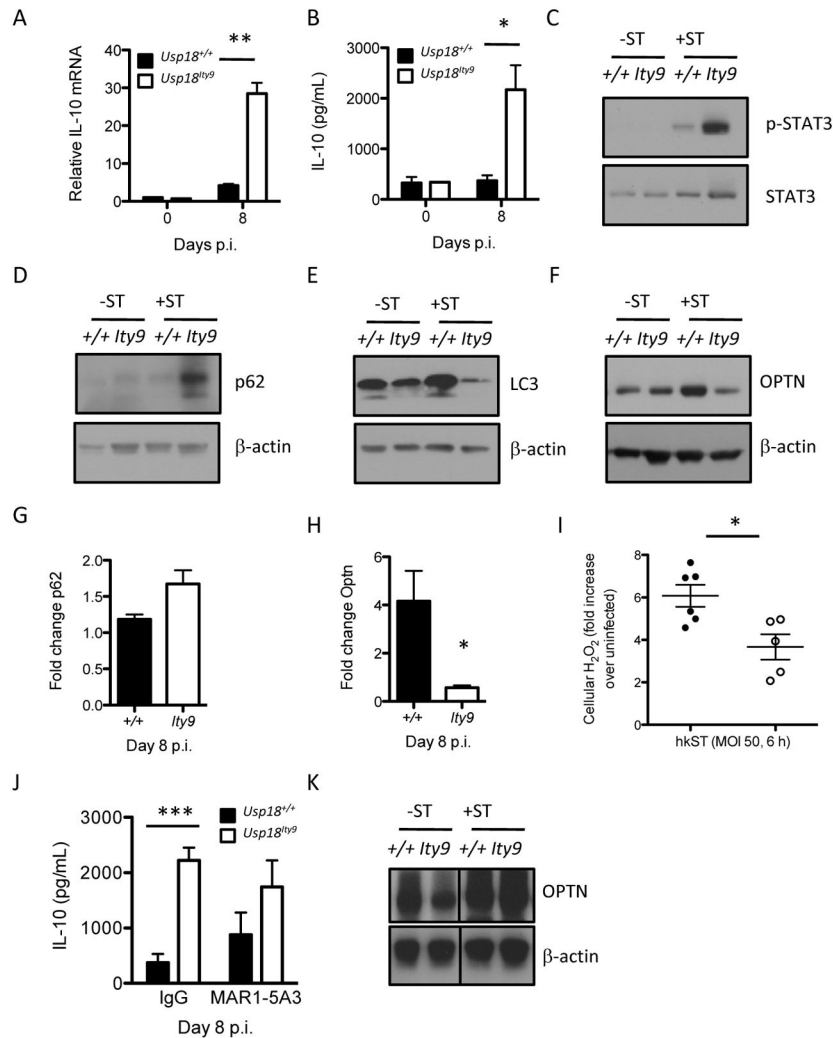 A
B
C
**
Usp18+/+
Usp18Ity9
Relative IL-10 mRNA
40
30
20
10
0
0 8
Days p.i.
*
Usp18+/+
Usp18Ity9
IL-10 (pg/mL)
3000
2000
1000
0
0 8
Days p.i.
-ST +ST
+/+ Ity9 +/+ Ity9
p-STAT3
STAT3
D
E
F
-ST +ST
+/+ Ity9 +/+ Ity9
p62
β-actin
-ST +ST
+/+ Ity9 +/+ Ity9
LC3
β-actin
-ST +ST
+/+ Ity9 +/+ Ity9
OPTN
β-actin
G
H
I
Fold change p62
2.0
1.5
1.0
0.5
0.0
+/+ Ity9
Day 8 p.i.
Fold change Optn
6
4
2
0
*
+/+ Ity9
Day 8 p.i.
*
Cellular H2O2 (fold increase
over uninfected)
8
6
4
2
0
hkST (MOI 50, 6 h)
J
K
***
Usp18+/+
Usp18Ity9
IL-10 (pg/mL)
3000
2000
1000
0
IgG MAR1-5A3
Day 8 p.i.
-ST +ST
+/+ Ity9 +/+ Ity9
OPTN
β-actin